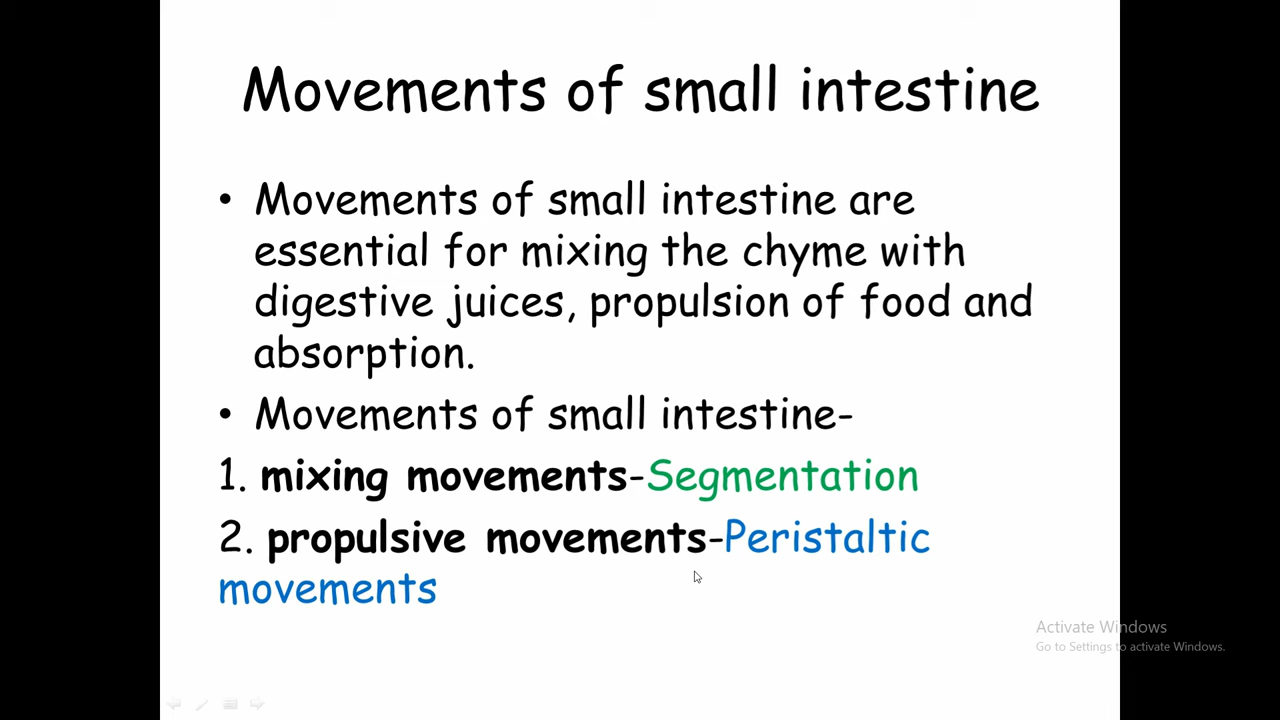 Movements of small intestine
• Movements of small intestine are
essential for mixing the chyme with
digestive juices, propulsion of food and
absorption.
• Movements of small intestine-
1. mixing movements-Segmentation
2. propulsive movements-Peristaltic
movements
Activate Windows
Go to Settings to activate Windows.